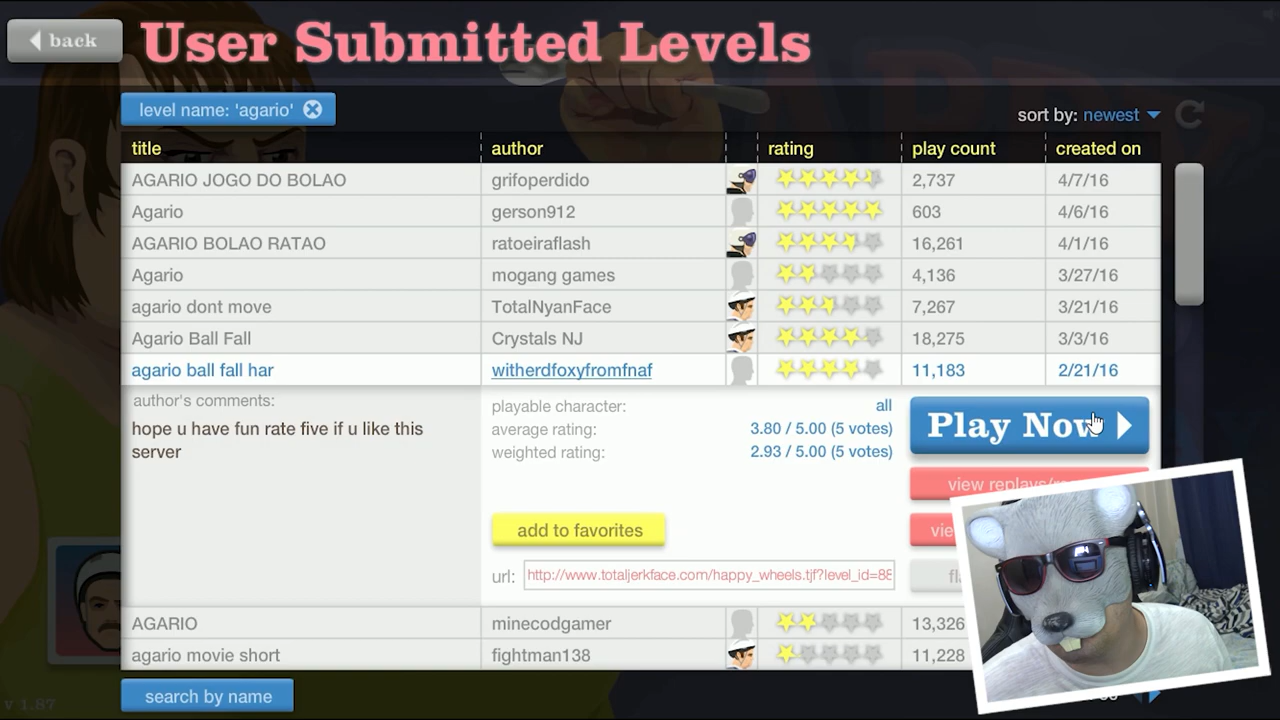 back
User Submitted Levels
level name: 'agario'
sort by: newest
title author rating play count created on
AGARIO JOGO DO BOLAO grifoperdido 2,737 4/7/16
Agario gerson912 603 4/6/16
AGARIO BOLAO RATAO ratoeiraflash 16,261 4/1/16
Agario mogang games 4,136 3/27/16
agario dont move TotalNyanFace 7,267 3/21/16
Agario Ball Fall Crystals NJ 18,275 3/3/16
agario ball fall har witherdfoxyfromfnaf 11,183 2/21/16
author's comments:
hope u have fun rate five if u like this
server
playable character: all
average rating: 3.80 / 5.00 (5 votes)
weighted rating: 2.93 / 5.00 (5 votes)
Play Now
view replays
add to favorites
url: http://www.totaljerkface.com/happy_wheels.tjf?level_id=88
AGARIO minecodgamer 13,326
agario movie short fightman138 11,228
search by name
v 1.87